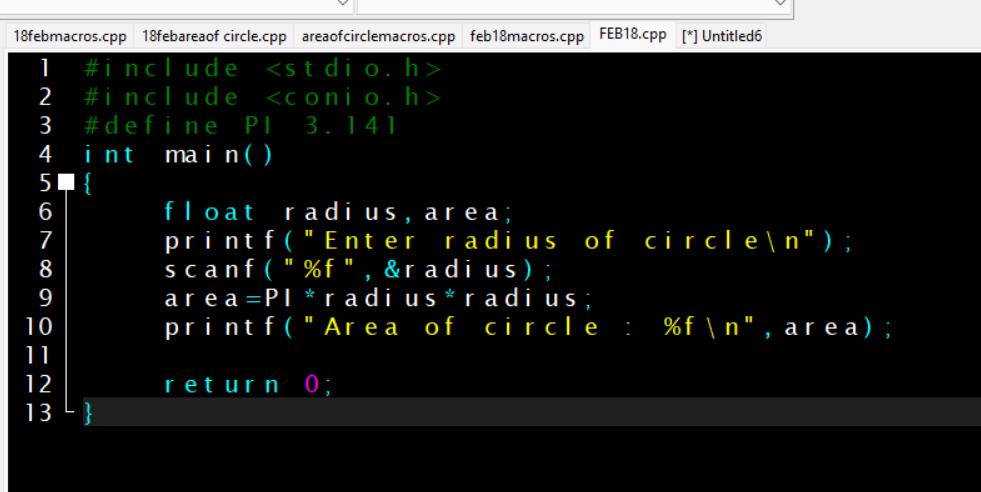 18febmacros.cpp 18febareaof circle.cpp areaofcirclemacros.cpp feb18macros.cpp FEB18.cpp [*] Untitled6
1 #include <stdio.h>
2 #include <conio.h>
3 #define PI 3.141
4 int main()
5 {
6 float radius,area;
7 printf("Enter radius of circle\n");
8 scanf("%f",&radius);
9 area=PI*radius*radius;
10 printf("Area of circle : %f\n",area);
11
12 return 0;
13 }